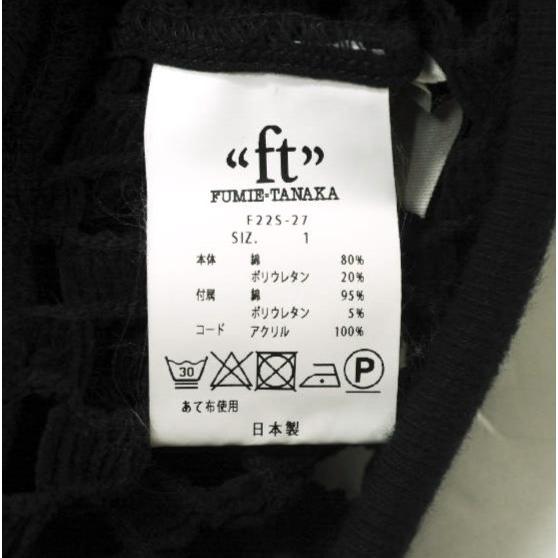 “ft”
FUMIE=TANAKA
F22S-27
SIZ. 1
本体 綿 80%
ポリウレタン 20%
付属 綿 95%
ポリウレタン 5%
コード アクリル 100%
30 P
あて布使用
日本製